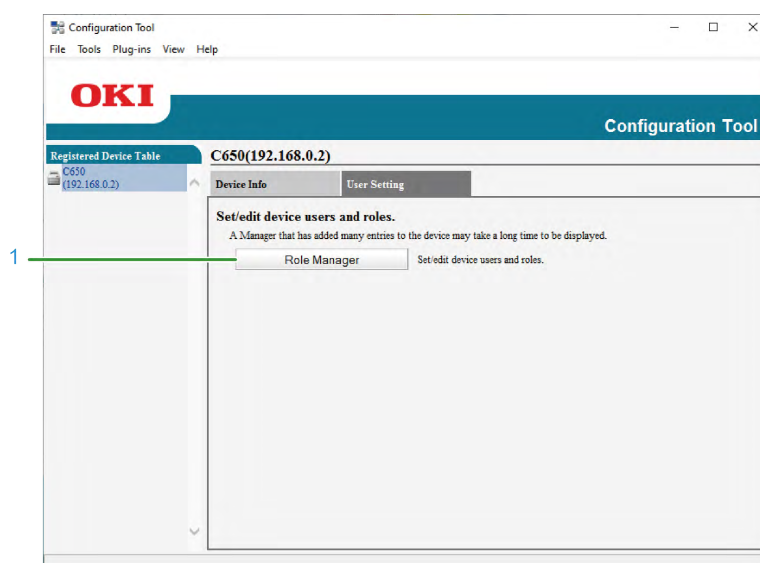 Configuration Tool
File Tools Plug-ins View Help
OKI
Configuration Tool
Registered Device Table
C650
(192.168.0.2)
C650(192.168.0.2)
Device Info
User Setting
Set/edit device users and roles.
A Manager that has added many entries to the device may take a long time to be displayed.
1
Role Manager
Set/edit device users and roles.